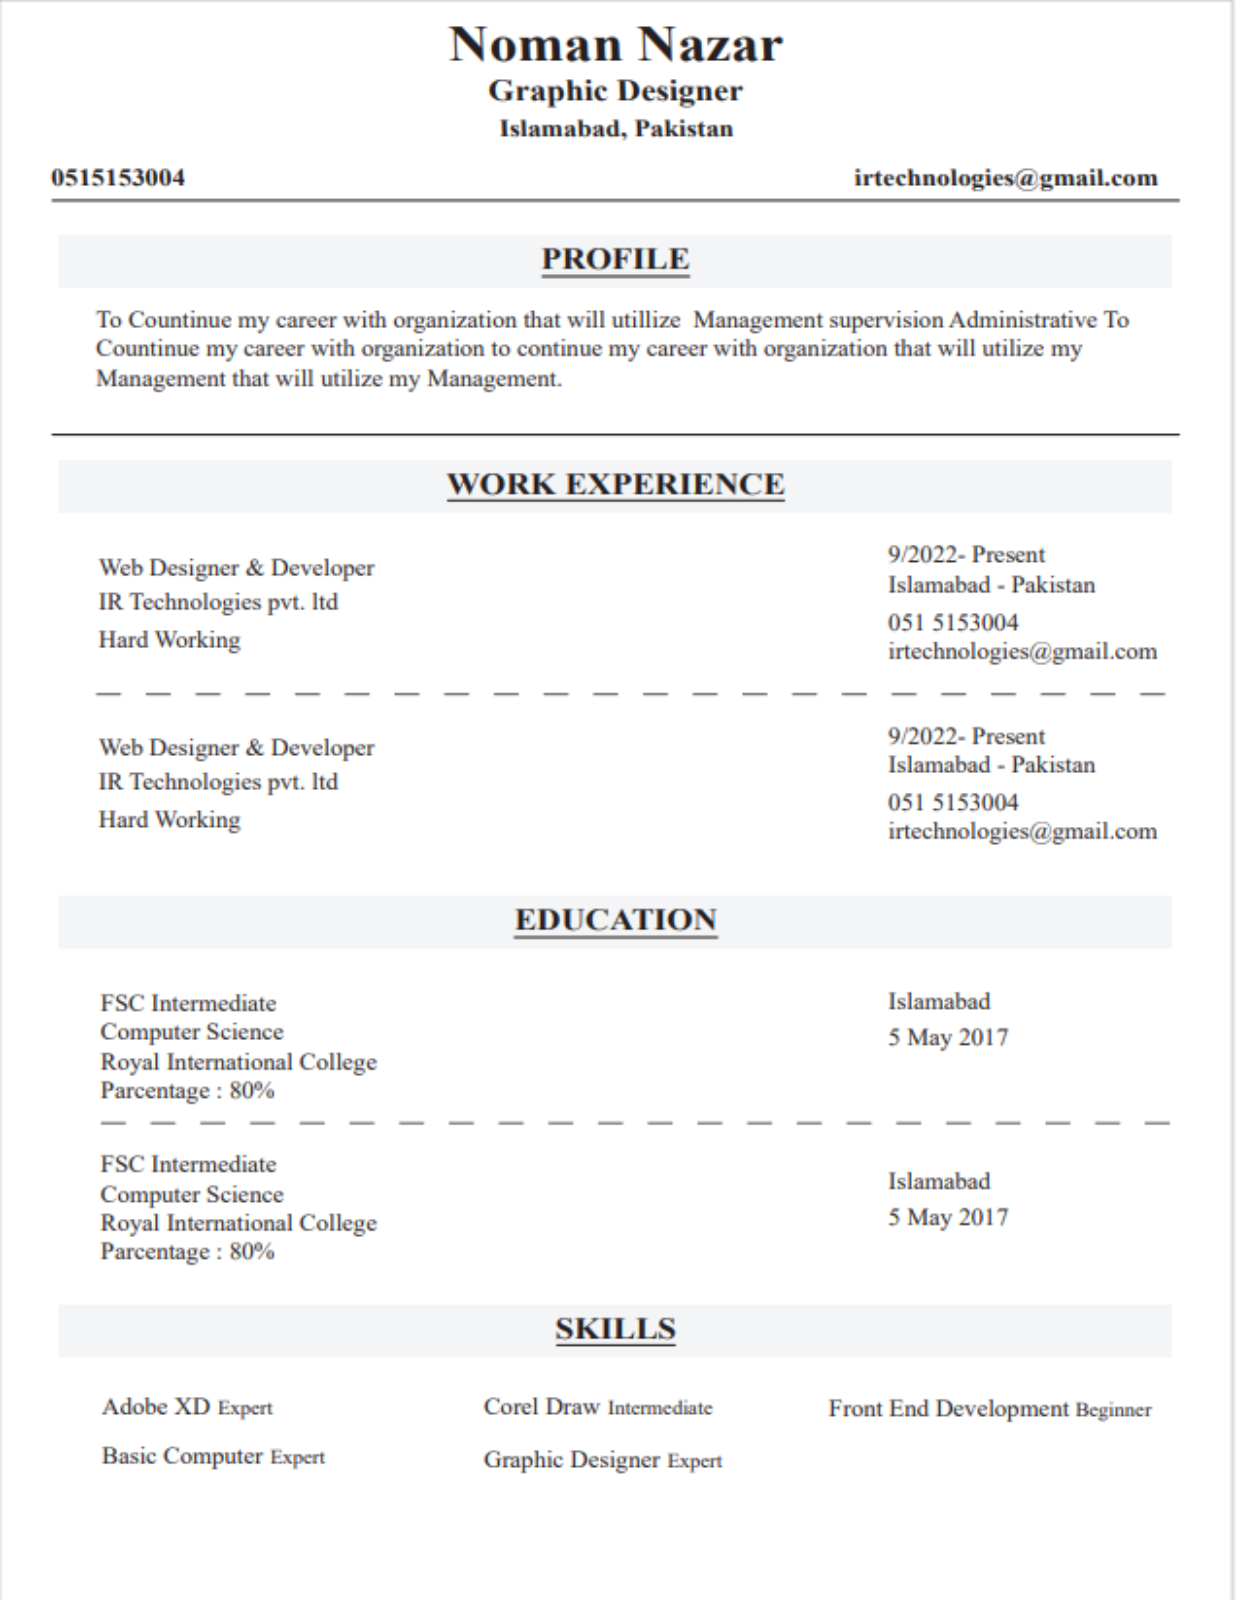 Noman Nazar
Graphic Designer
Islamabad, Pakistan
0515153004
irtechnologies@gmail.com
PROFILE
To Countinue my career with organization that will utillize  Management supervision Administrative To
Countinue my career with organization to continue my career with organization that will utilize my
Management that will utilize my Management.
WORK EXPERIENCE
Web Designer & Developer
IR Technologies pvt. ltd
Hard Working
9/2022- Present
Islamabad - Pakistan
051 5153004
irtechnologies@gmail.com
Web Designer & Developer
IR Technologies pvt. ltd
Hard Working
9/2022- Present
Islamabad - Pakistan
051 5153004
irtechnologies@gmail.com
EDUCATION
FSC Intermediate
Computer Science
Royal International College
Parcentage : 80%
Islamabad
5 May 2017
FSC Intermediate
Computer Science
Royal International College
Parcentage : 80%
Islamabad
5 May 2017
SKILLS
Adobe XD Expert
Corel Draw Intermediate
Front End Development Beginner
Basic Computer Expert
Graphic Designer Expert